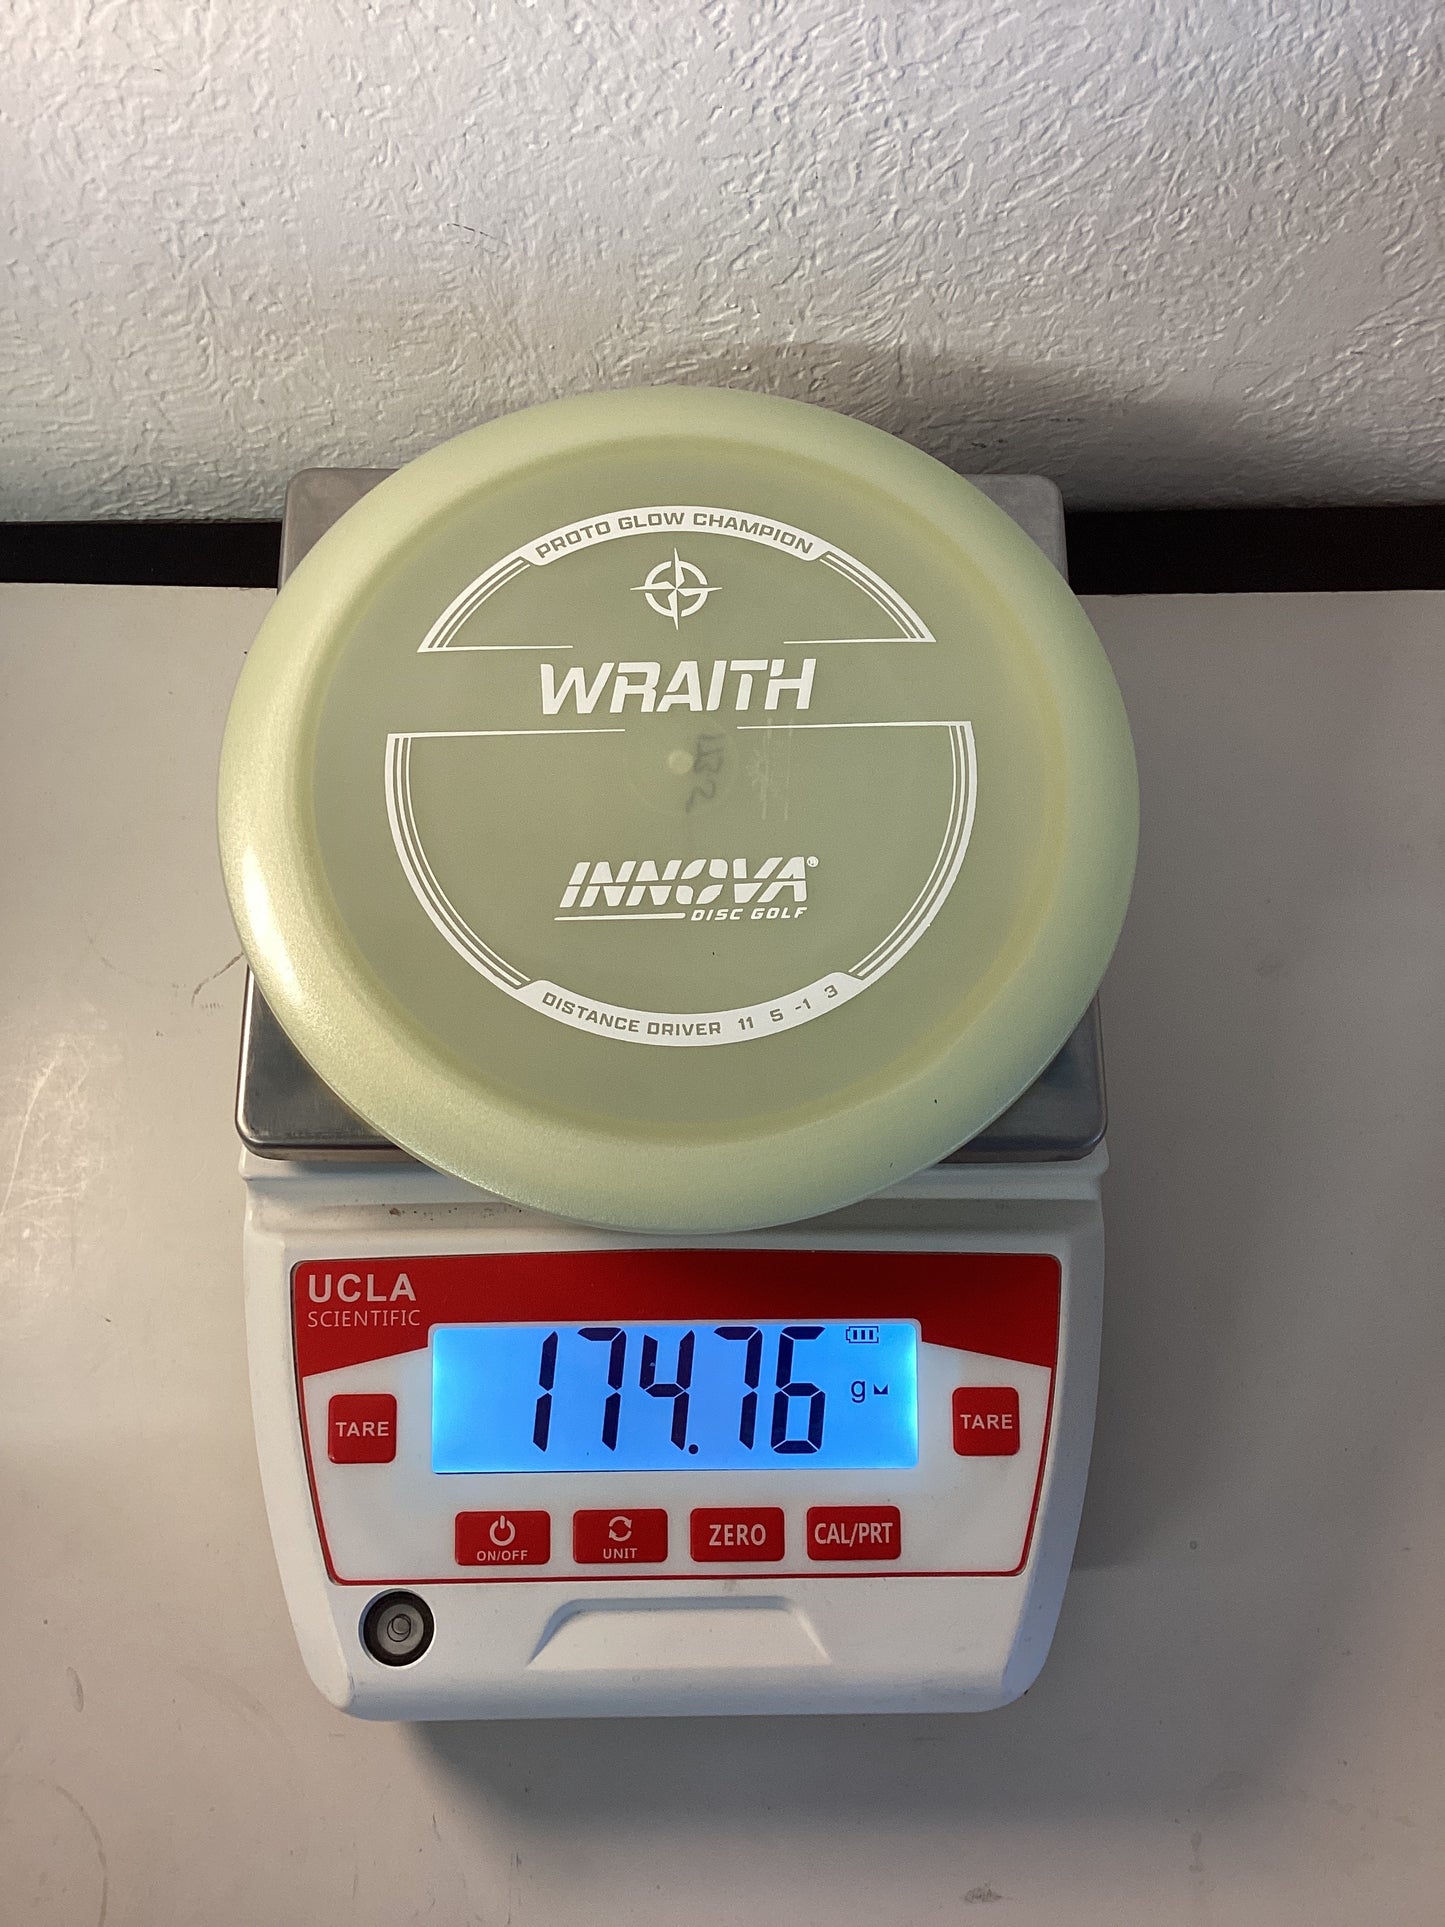 PROTO GLOW CHAMPION
WRAITH
INNOVA®
DISC GOLF
DISTANCE DRIVER 11 5 -1 3
UCLA
SCIENTIFIC
174.76
g
TARE
TARE
ON/OFF
UNIT
ZERO
CAL/PRT